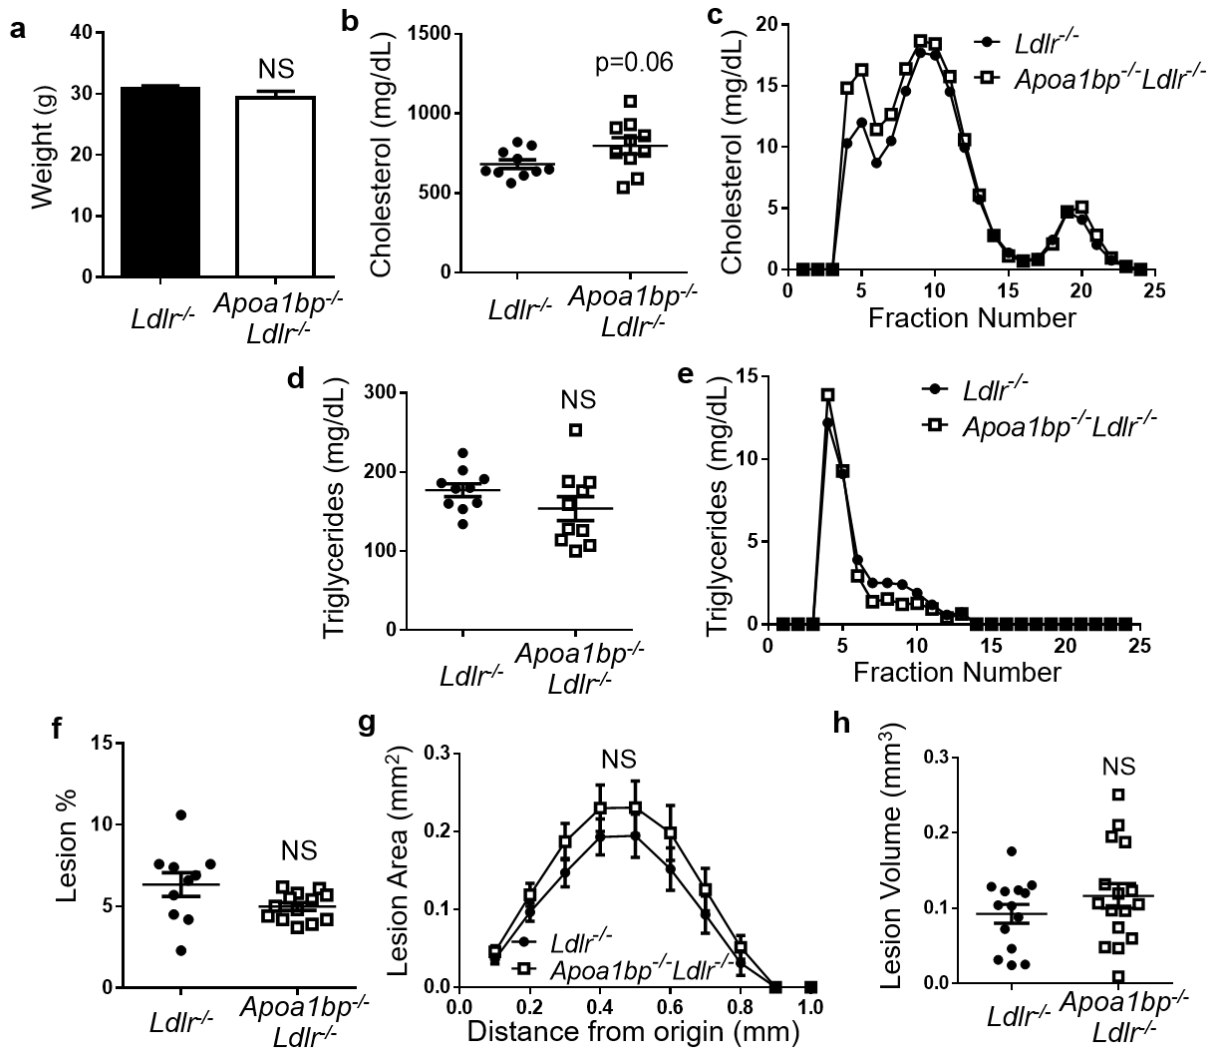 a
Weight (g)
40
30
20
10
0
NS
Ldlr-/-
Apoa1bp-/-
Ldlr-/-
b
Cholesterol (mg/dL)
1500
1000
500
0
p=0.06
Ldlr-/-
Apoa1bp-/-
Ldlr-/-
c
Cholesterol (mg/dL)
20
15
10
5
0
Ldlr-/-
Apoa1bp-/-Ldlr-/-
0 5 10 15 20 25
Fraction Number
d
Triglycerides (mg/dL)
300
200
100
0
NS
Ldlr-/-
Apoa1bp-/-
Ldlr-/-
e
Triglycerides (mg/dL)
15
10
5
0
Ldlr-/-
Apoa1bp-/-Ldlr-/-
0 5 10 15 20 25
Fraction Number
f
Lesion %
15
10
5
0
NS
Ldlr-/-
Apoa1bp-/-
Ldlr-/-
g
Lesion Area (mm2)
0.3
0.2
0.1
0.0
NS
Ldlr-/-
Apoa1bp-/-Ldlr-/-
0.0 0.2 0.4 0.6 0.8 1.0
Distance from origin (mm)
h
Lesion Volume (mm3)
0.3
0.2
0.1
0.0
NS
Ldlr-/-
Apoa1bp-/-
Ldlr-/-